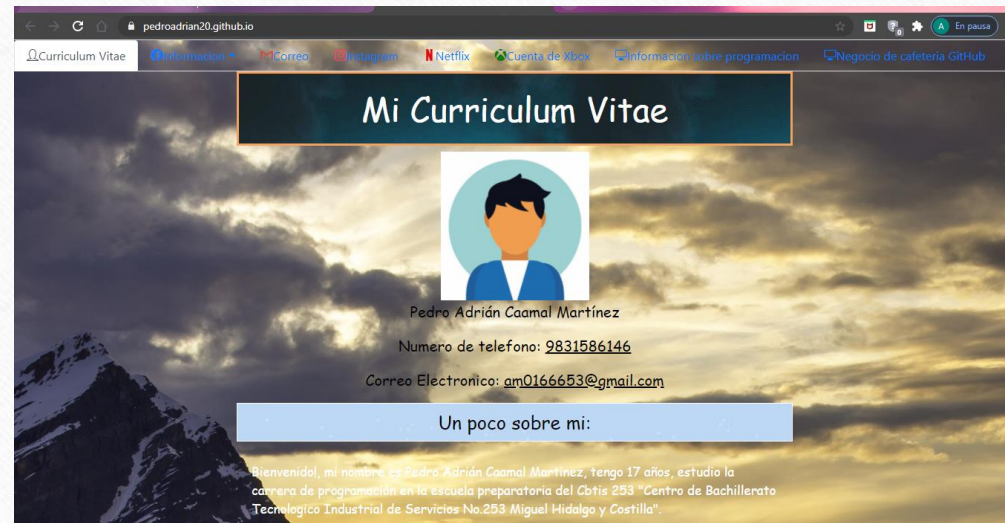 pedroadrian20.github.io
A En pausa
Curriculum Vitae Informacion Correo Instagram N Netflix Cuenta de Xbox Informacion sobre programacion Negocio de cafeteria GitHub
Mi Curriculum Vitae
Pedro Adrián Caamal Martínez
Numero de telefono: 9831586146
Correo Electronico: am0166653@gmail.com
Un poco sobre mi:
Bienvenido!, mi nombre es Pedro Adrián Caamal Martínez, tengo 17 años, estudio la
carrera de programación en la escuela preparatoria del Cbtis 253 "Centro de Bachillerato
Tecnologico Industrial de Servicios No.253 Miguel Hidalgo y Costilla".